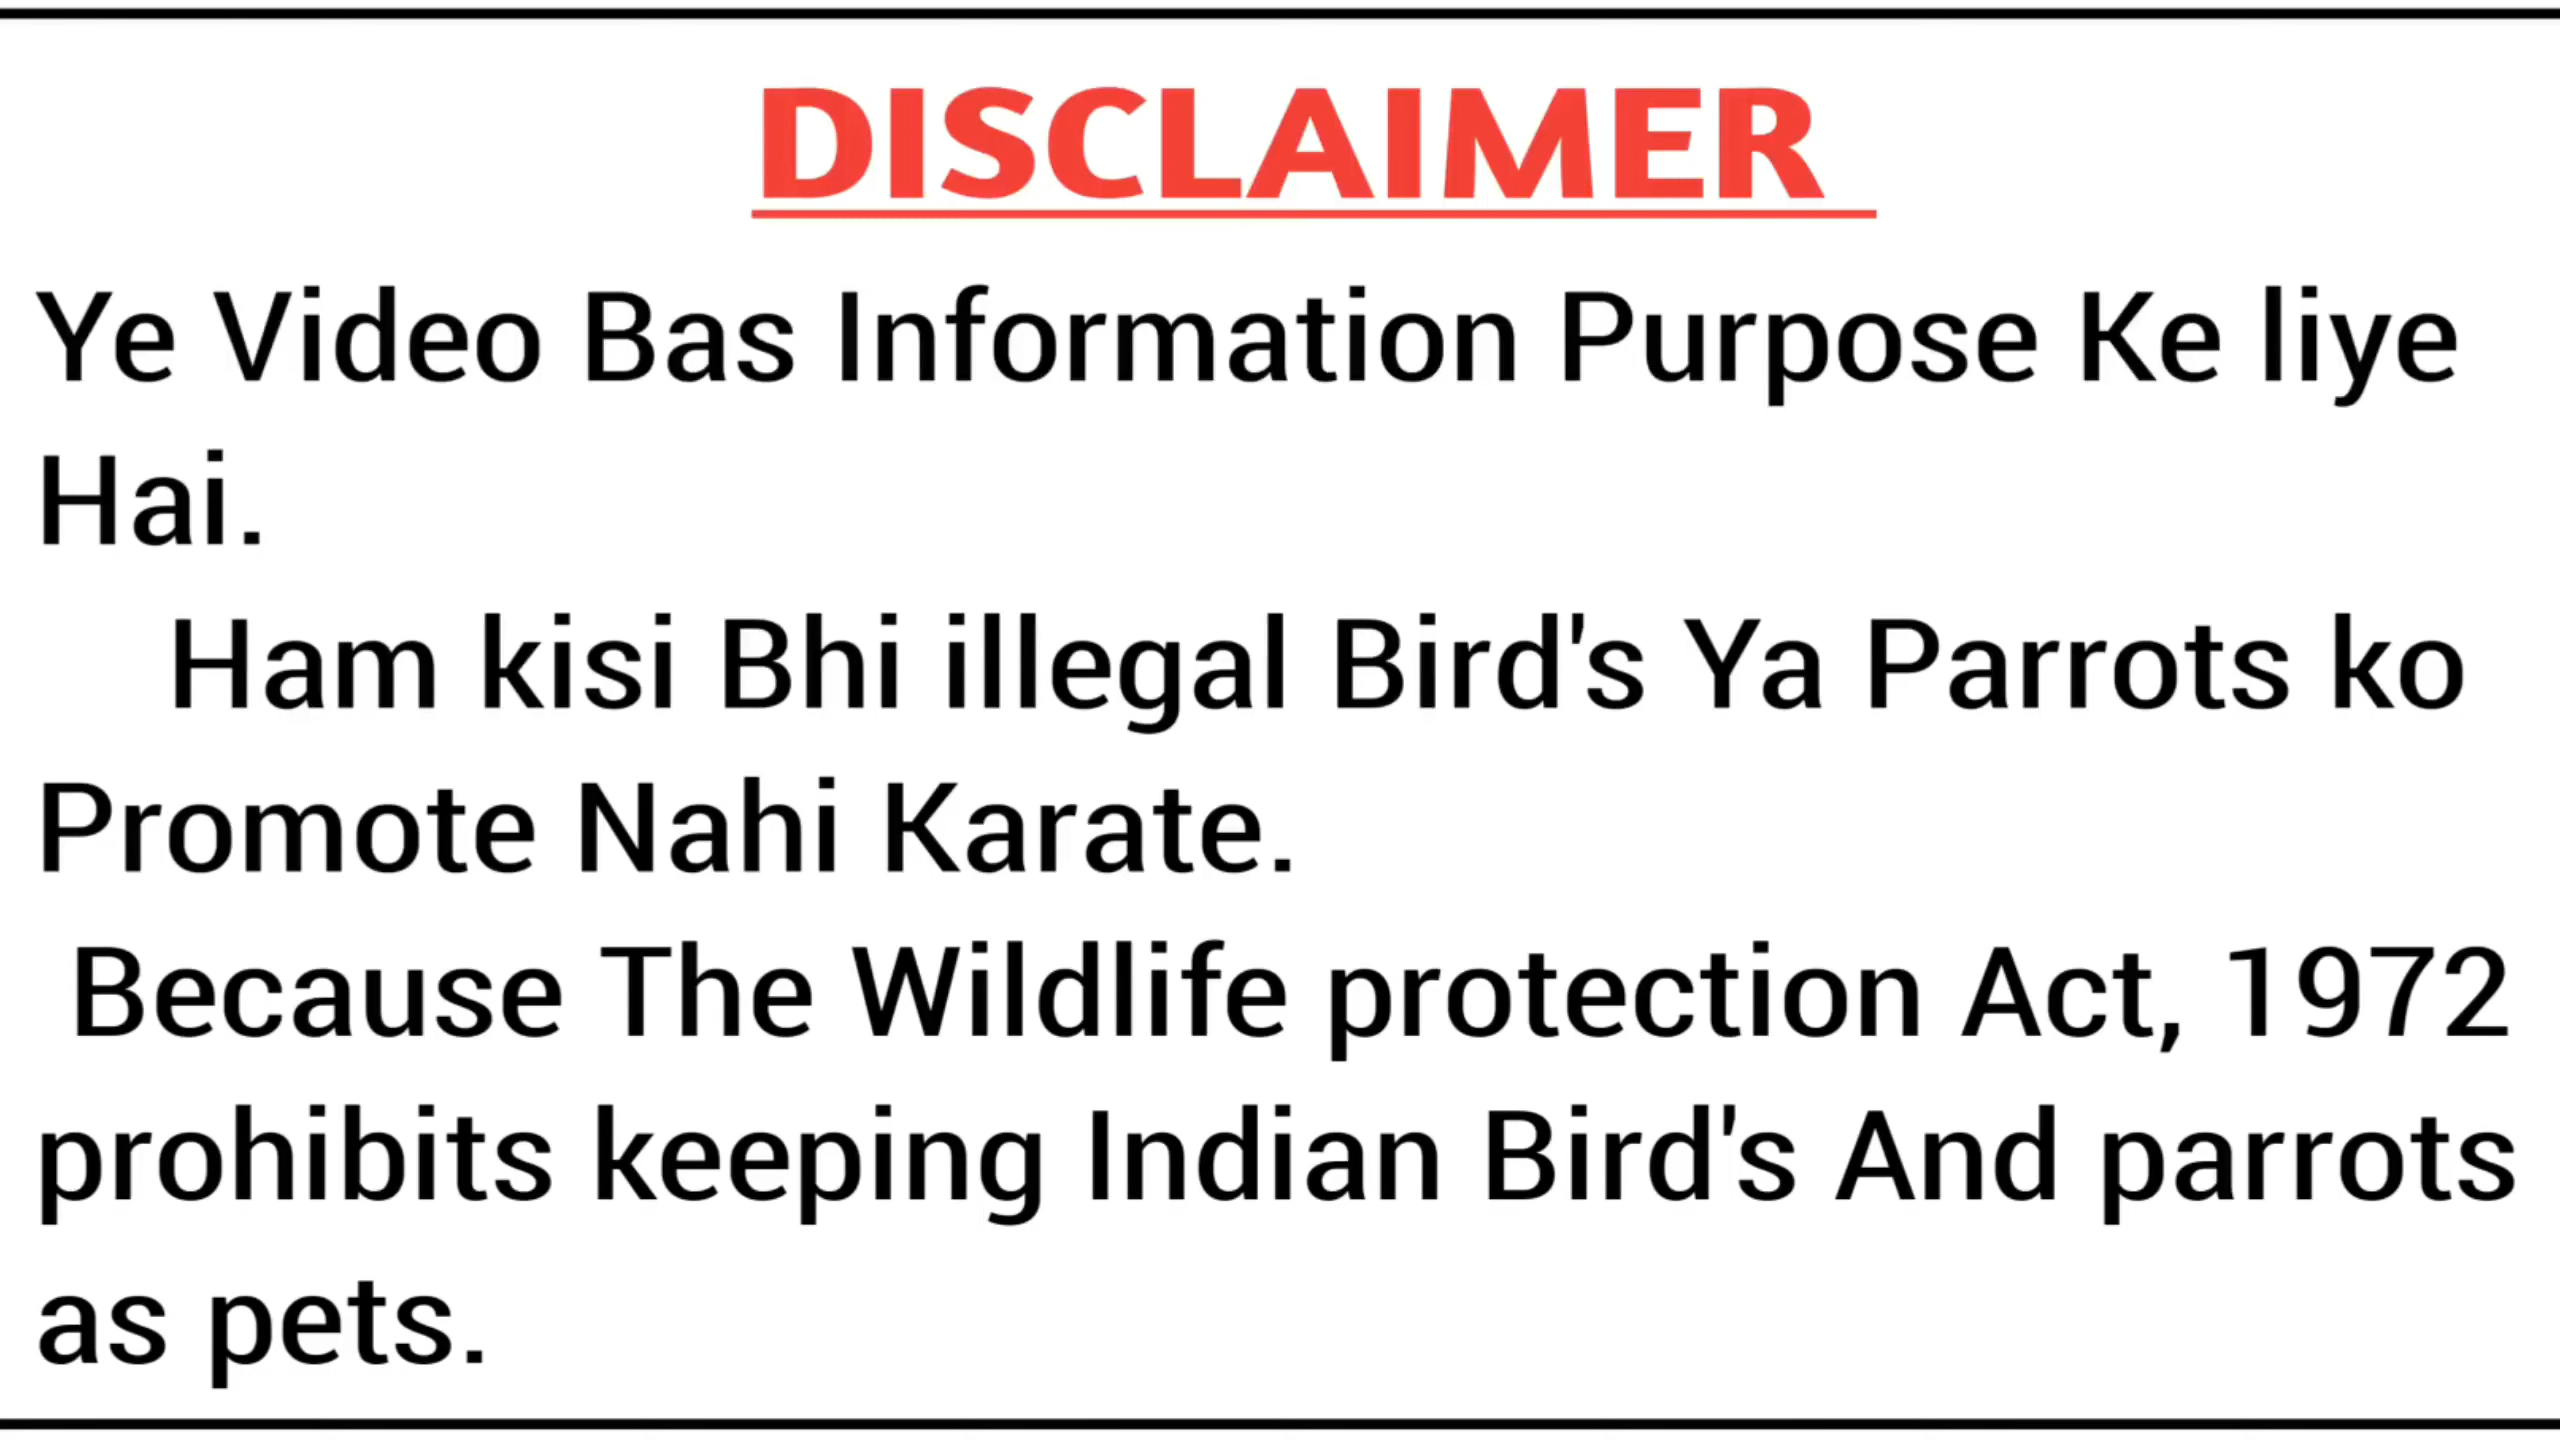 DISCLAIMER
Ye Video Bas Information Purpose Ke liye
Hai.
Ham kisi Bhi illegal Bird's Ya Parrots ko
Promote Nahi Karate.
Because The Wildlife protection Act, 1972
prohibits keeping Indian Bird's And parrots
as pets.